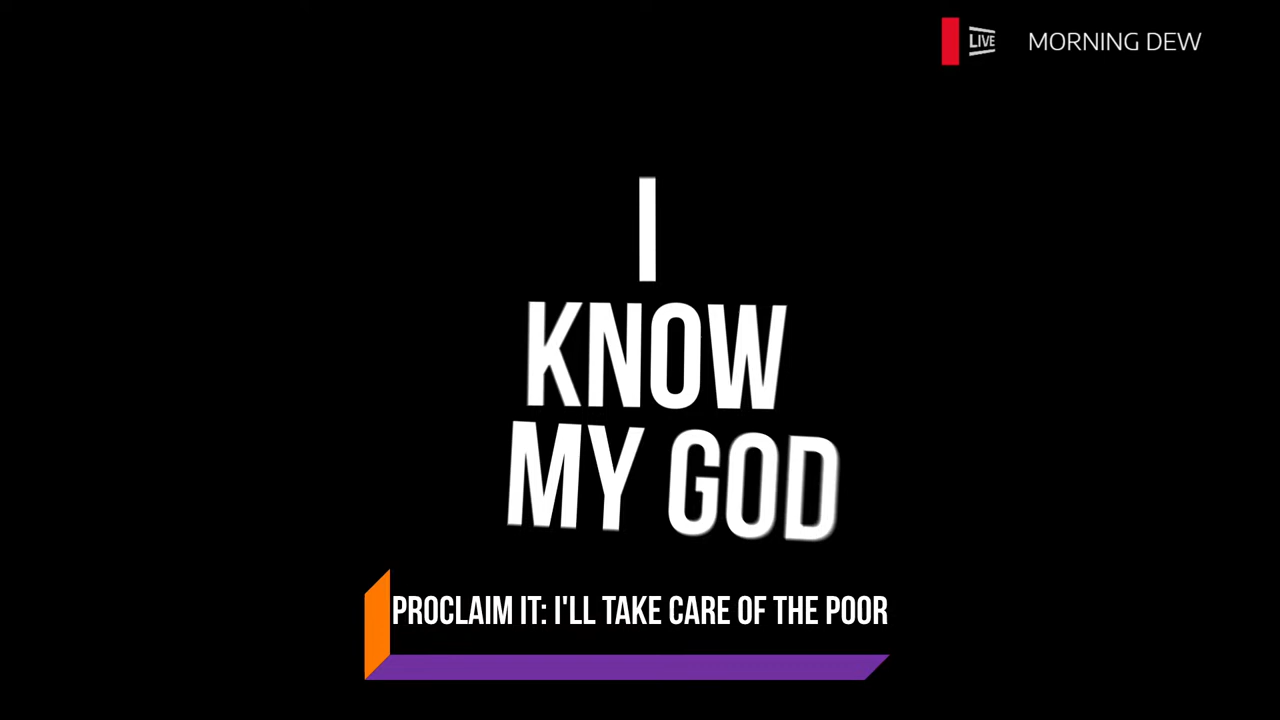 LIVE MORNING DEW
I
KNOW
MY GOD
PROCLAIM IT: I'LL TAKE CARE OF THE POOR